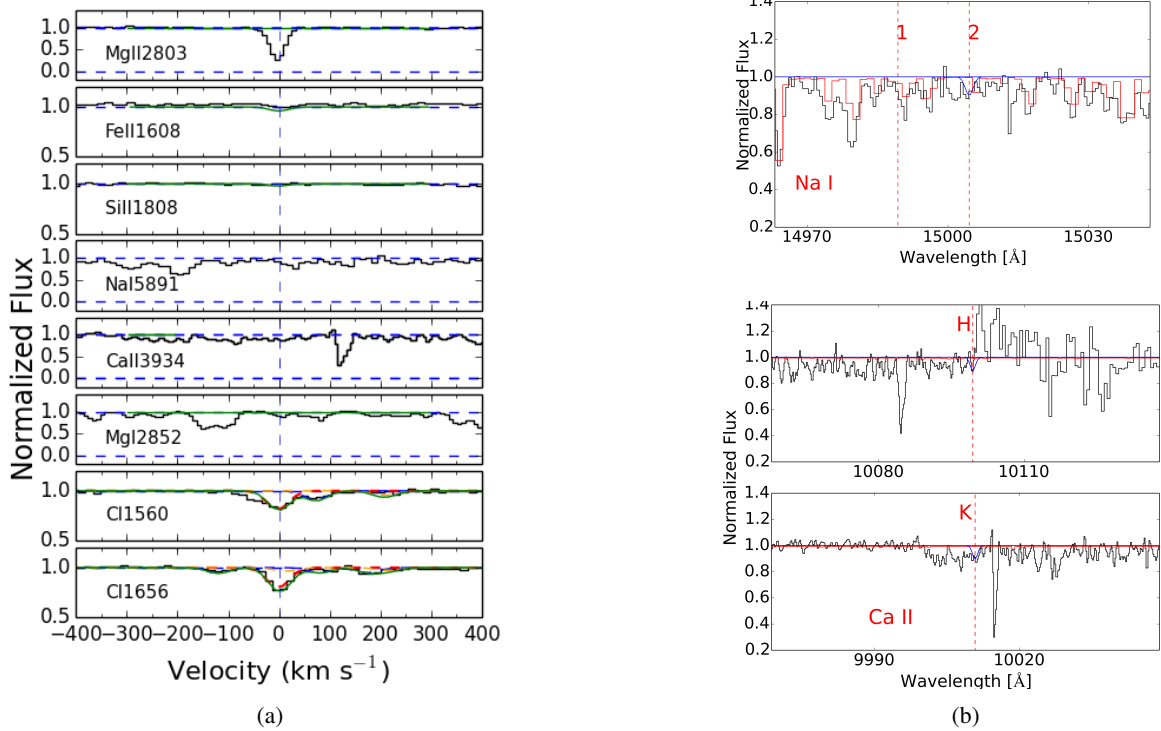 Normalized Flux
1.0
0.5
0.0
MgII2803
1.0
0.5
FeII1608
1.0
0.5
SiII1808
1.0
0.5
0.0
NaI5891
1.0
0.5
0.0
CaII3934
1.0
0.5
0.0
MgI2852
1.0
0.5
CI1560
1.0
0.5
CI1656
−400 −300 −200 −100 0 100 200 300 400
Velocity (km s−1)
(a)
Normalized Flux
1.4
1.2
1.0
0.8
0.6
0.4
0.2
1 2
Na I
14970 15000 15030
Wavelength [Å]
Normalized Flux
1.4
1.2
1.0
0.8
0.6
0.4
0.2
H
10080 10110
1.4
1.2
1.0
0.8
0.6
0.4
0.2
Normalized Flux
K
Ca II
9990 10020
Wavelength [Å]
(b)